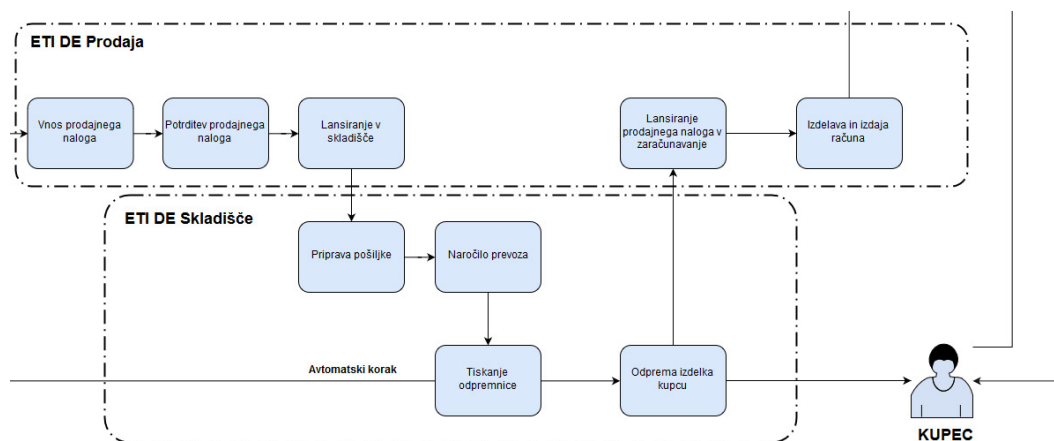 ETI DE Prodaja
Vnos prodajnega
naloga
Potrditev prodajnega
naloga
Lansiranje v
skladišče
Lansiranje
prodajnega naloga v
zaračunavanje
Izdelava in izdaja
računa
ETI DE Skladišče
Priprava pošiljke
Naročilo prevoza
Avtomatski korak
Tiskanje
odpremnice
Odprema izdelka
kupcu
KUPEC